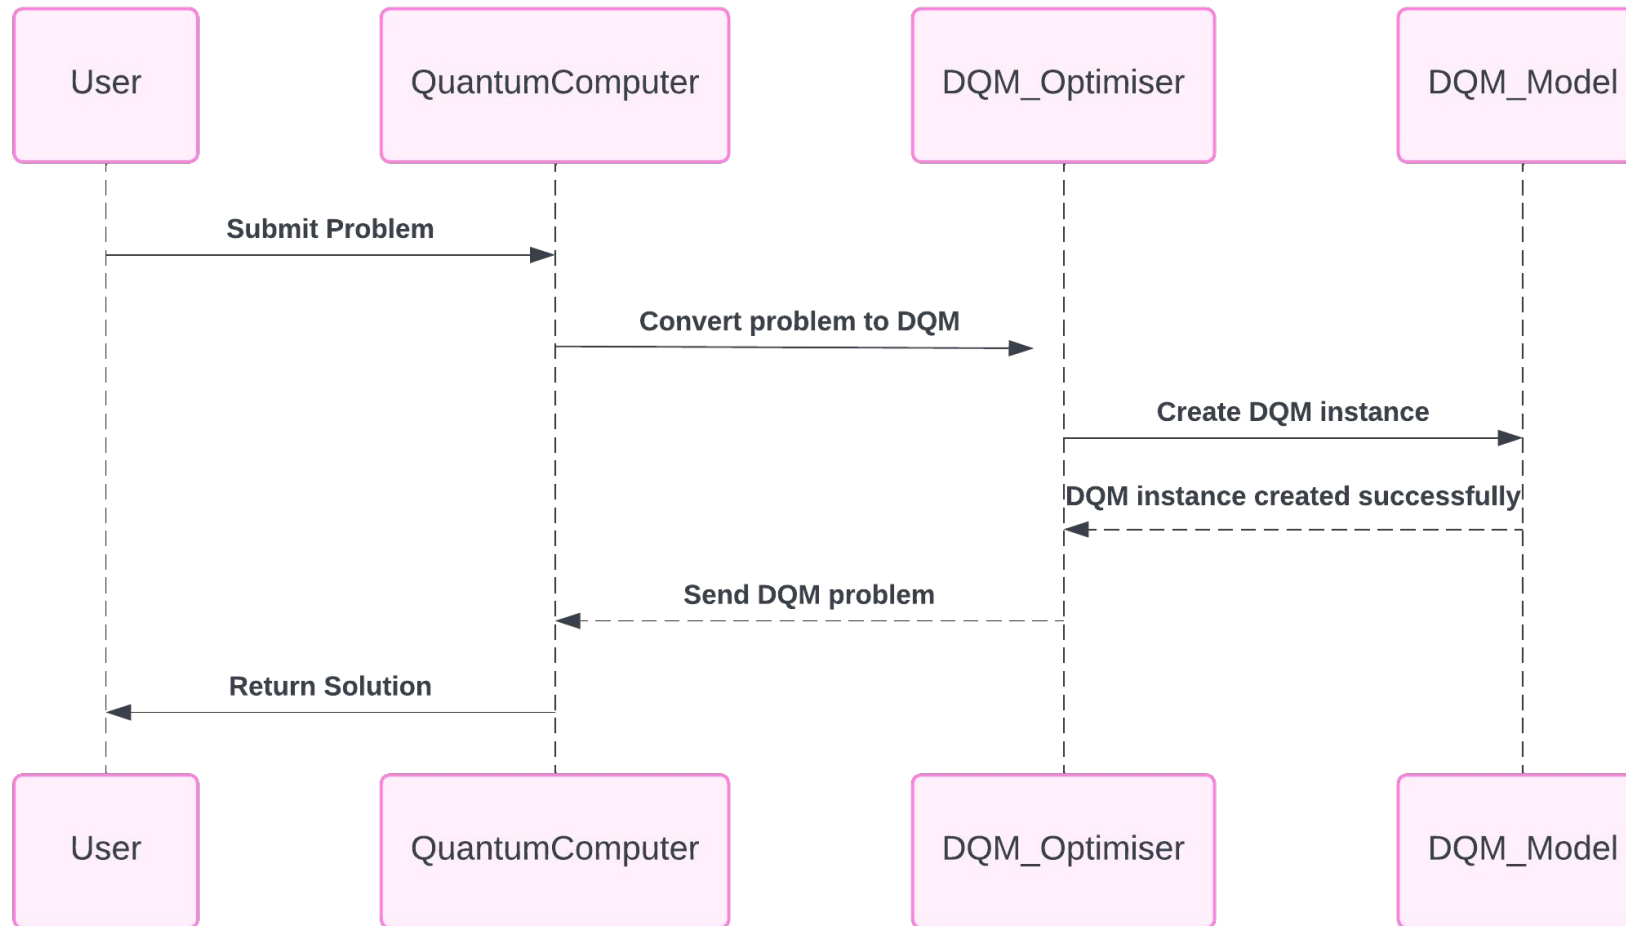 User
QuantumComputer
DQM_Optimiser
DQM_Model
Submit Problem
Convert problem to DQM
Create DQM instance
DQM instance created successfully
Send DQM problem
Return Solution
User
QuantumComputer
DQM_Optimiser
DQM_Model